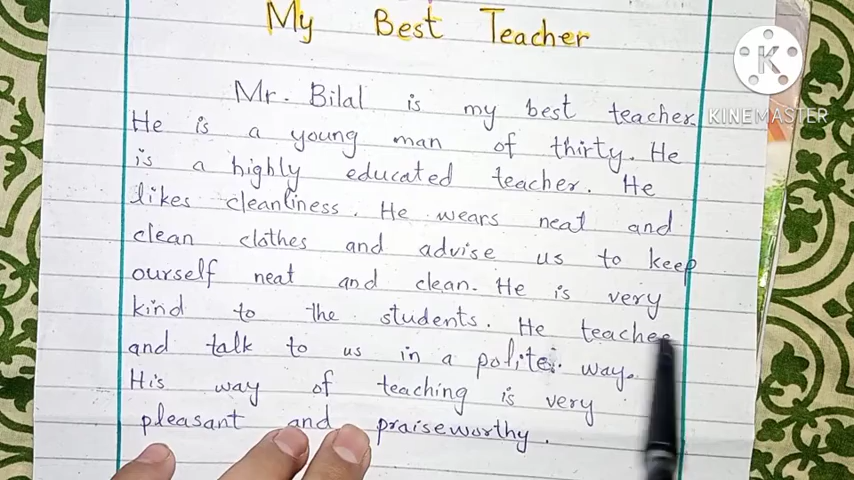 My Best Teacher
Mr. Bilal is my best teacher.
He is a young man of thirty. He
is a highly educated teacher. He
likes cleanliness. He wears neat and
clean clothes and advise us to keep
ourself neat and clean. He is very
kind to the students. He teaches
and talk to us in a polite way.
His way of teaching is very
pleasant and praiseworthy.
K
KINEMASTER